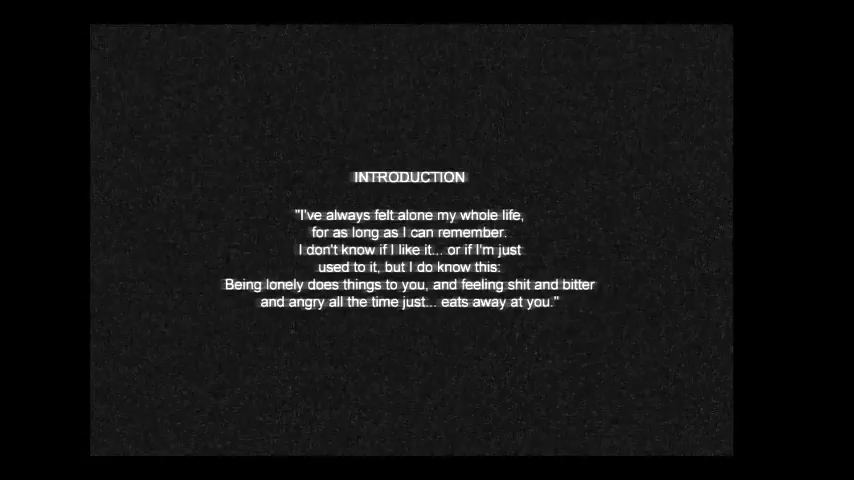 INTRODUCTION
"I've always felt alone my whole life,
for as long as I can remember.
I don't know if I like it... or if I'm just
used to it, but I do know this:
Being lonely does things to you, and feeling shit and bitter
and angry all the time just... eats away at you."